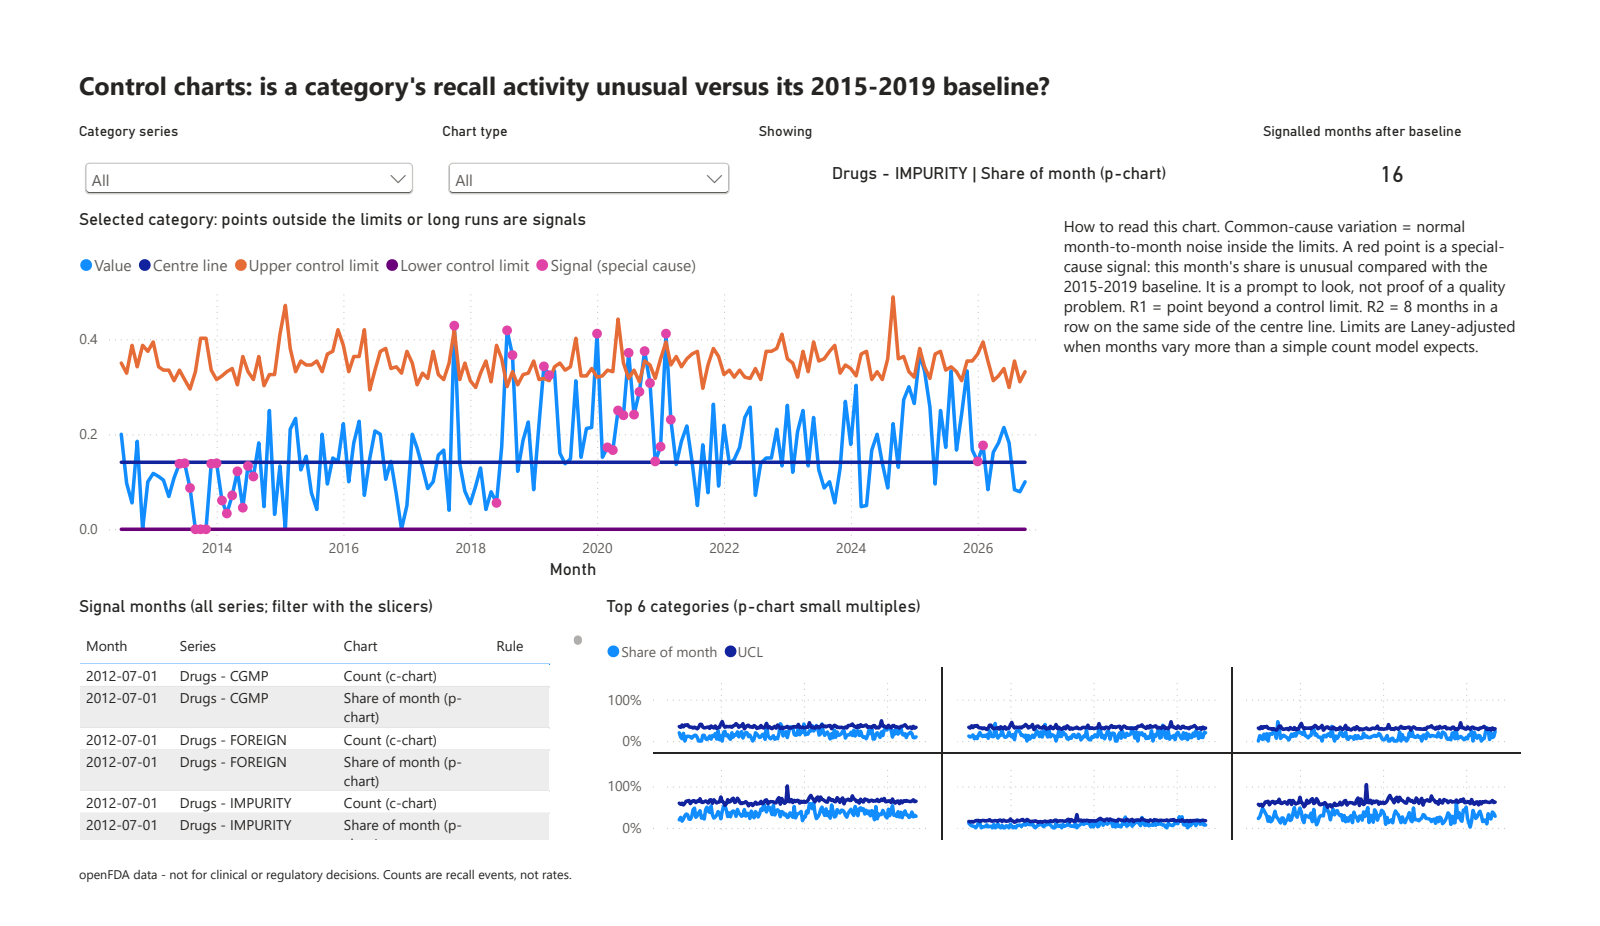 Control charts: is a category's recall activity unusual versus its 2015-2019 baseline?
Category series
Chart type
Showing
Signalled months after baseline
All
All
Drugs - IMPURITY | Share of month (p-chart)
16
Selected category: points outside the limits or long runs are signals
Value Centre line Upper control limit Lower control limit Signal (special cause)
How to read this chart. Common-cause variation = normal
month-to-month noise inside the limits. A red point is a special-
cause signal: this month's share is unusual compared with the
2015-2019 baseline. It is a prompt to look, not proof of a quality
problem. R1 = point beyond a control limit. R2 = 8 months in a
row on the same side of the centre line. Limits are Laney-adjusted
when months vary more than a simple count model expects.
0.4
0.2
0.0
2014 2016 2018 2020 2022 2024 2026
Month
Signal months (all series; filter with the slicers)
Month Series Chart Rule
2012-07-01 Drugs - CGMP Count (c-chart)
2012-07-01 Drugs - CGMP Share of month (p-
chart)
2012-07-01 Drugs - FOREIGN Count (c-chart)
2012-07-01 Drugs - FOREIGN Share of month (p-
chart)
2012-07-01 Drugs - IMPURITY Count (c-chart)
2012-07-01 Drugs - IMPURITY Share of month (p-
Top 6 categories (p-chart small multiples)
Share of month UCL
100%
0%
100%
0%
openFDA data - not for clinical or regulatory decisions. Counts are recall events, not rates.